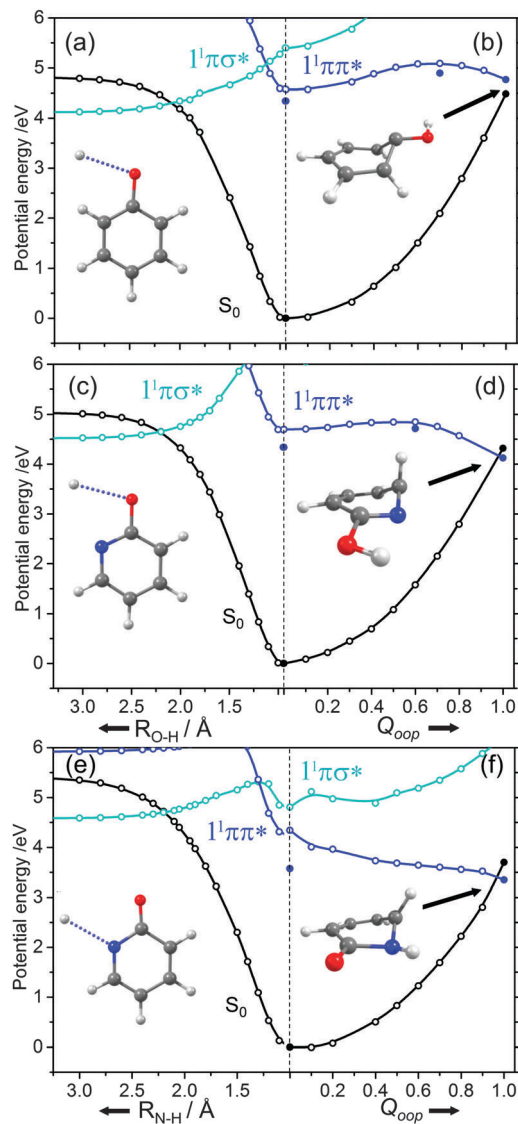 (a)
(b)
1¹πσ*
1¹ππ*
S₀
Potential energy /eV
6
5
4
3
2
1
0
(c)
(d)
1¹πσ*
1¹ππ*
S₀
Potential energy /eV
6
5
4
3
2
1
0
3.0 2.5 2.0 1.5 0.2 0.4 0.6 0.8 1.0
R_O-H / Å
Q_oop
(e)
(f)
1¹πσ*
1¹ππ*
S₀
Potential energy /eV
6
5
4
3
2
1
0
3.0 2.5 2.0 1.5 0.2 0.4 0.6 0.8 1.0
R_N-H / Å
Q_oop